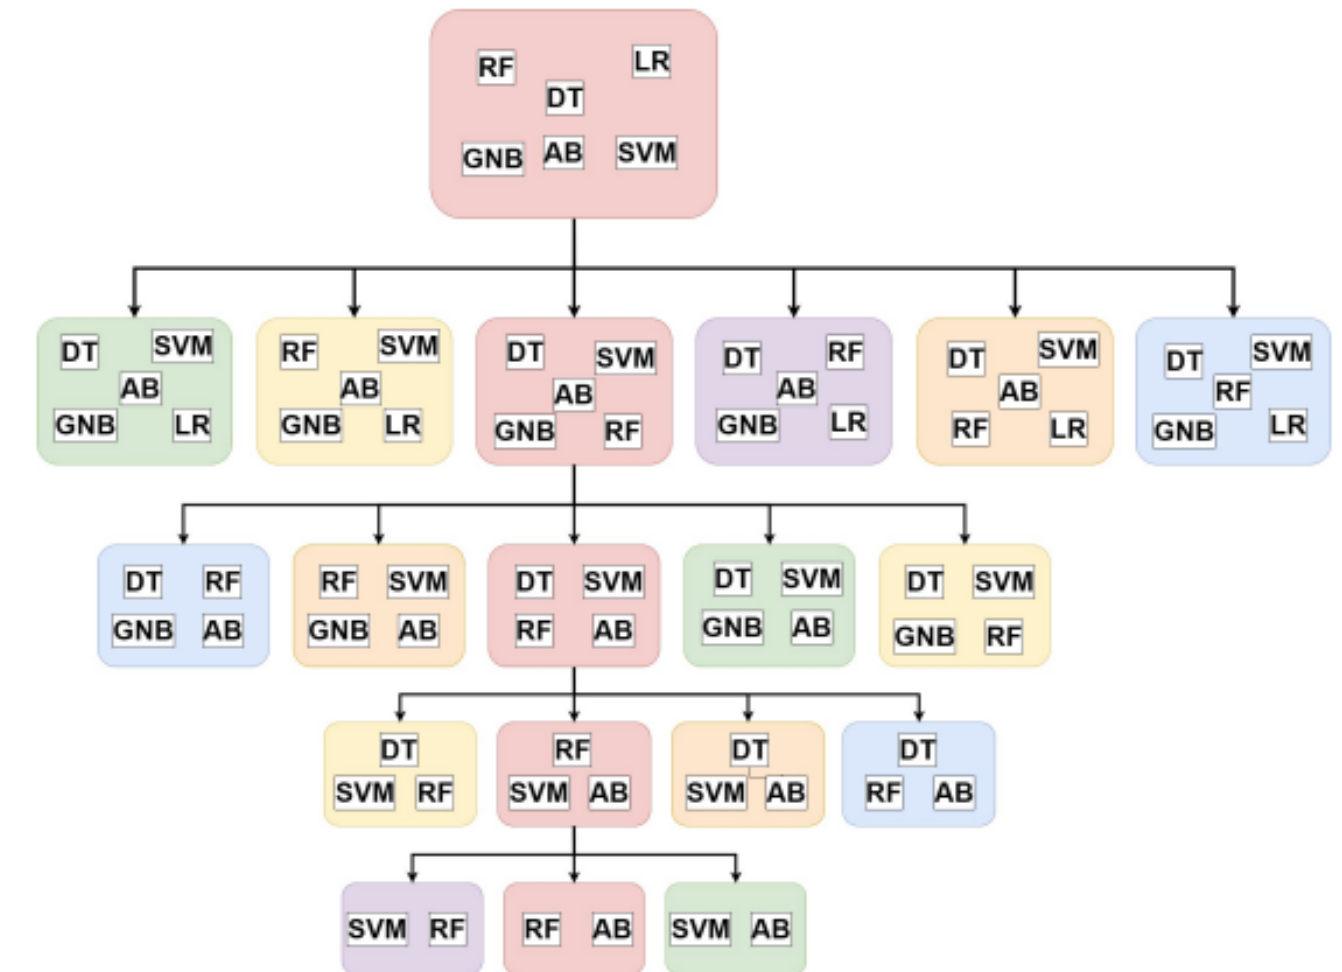 RF LR
DT
GNB AB SVM
DT SVM
AB
GNB LR
RF SVM
AB
GNB LR
DT SVM
AB
GNB RF
DT RF
AB
GNB LR
DT SVM
AB
RF LR
DT SVM
RF
GNB LR
DT RF
GNB AB
RF SVM
GNB AB
DT SVM
RF AB
DT SVM
GNB AB
DT SVM
GNB RF
DT
SVM RF
RF
SVM AB
DT
SVM AB
DT
RF AB
SVM RF
RF AB
SVM AB